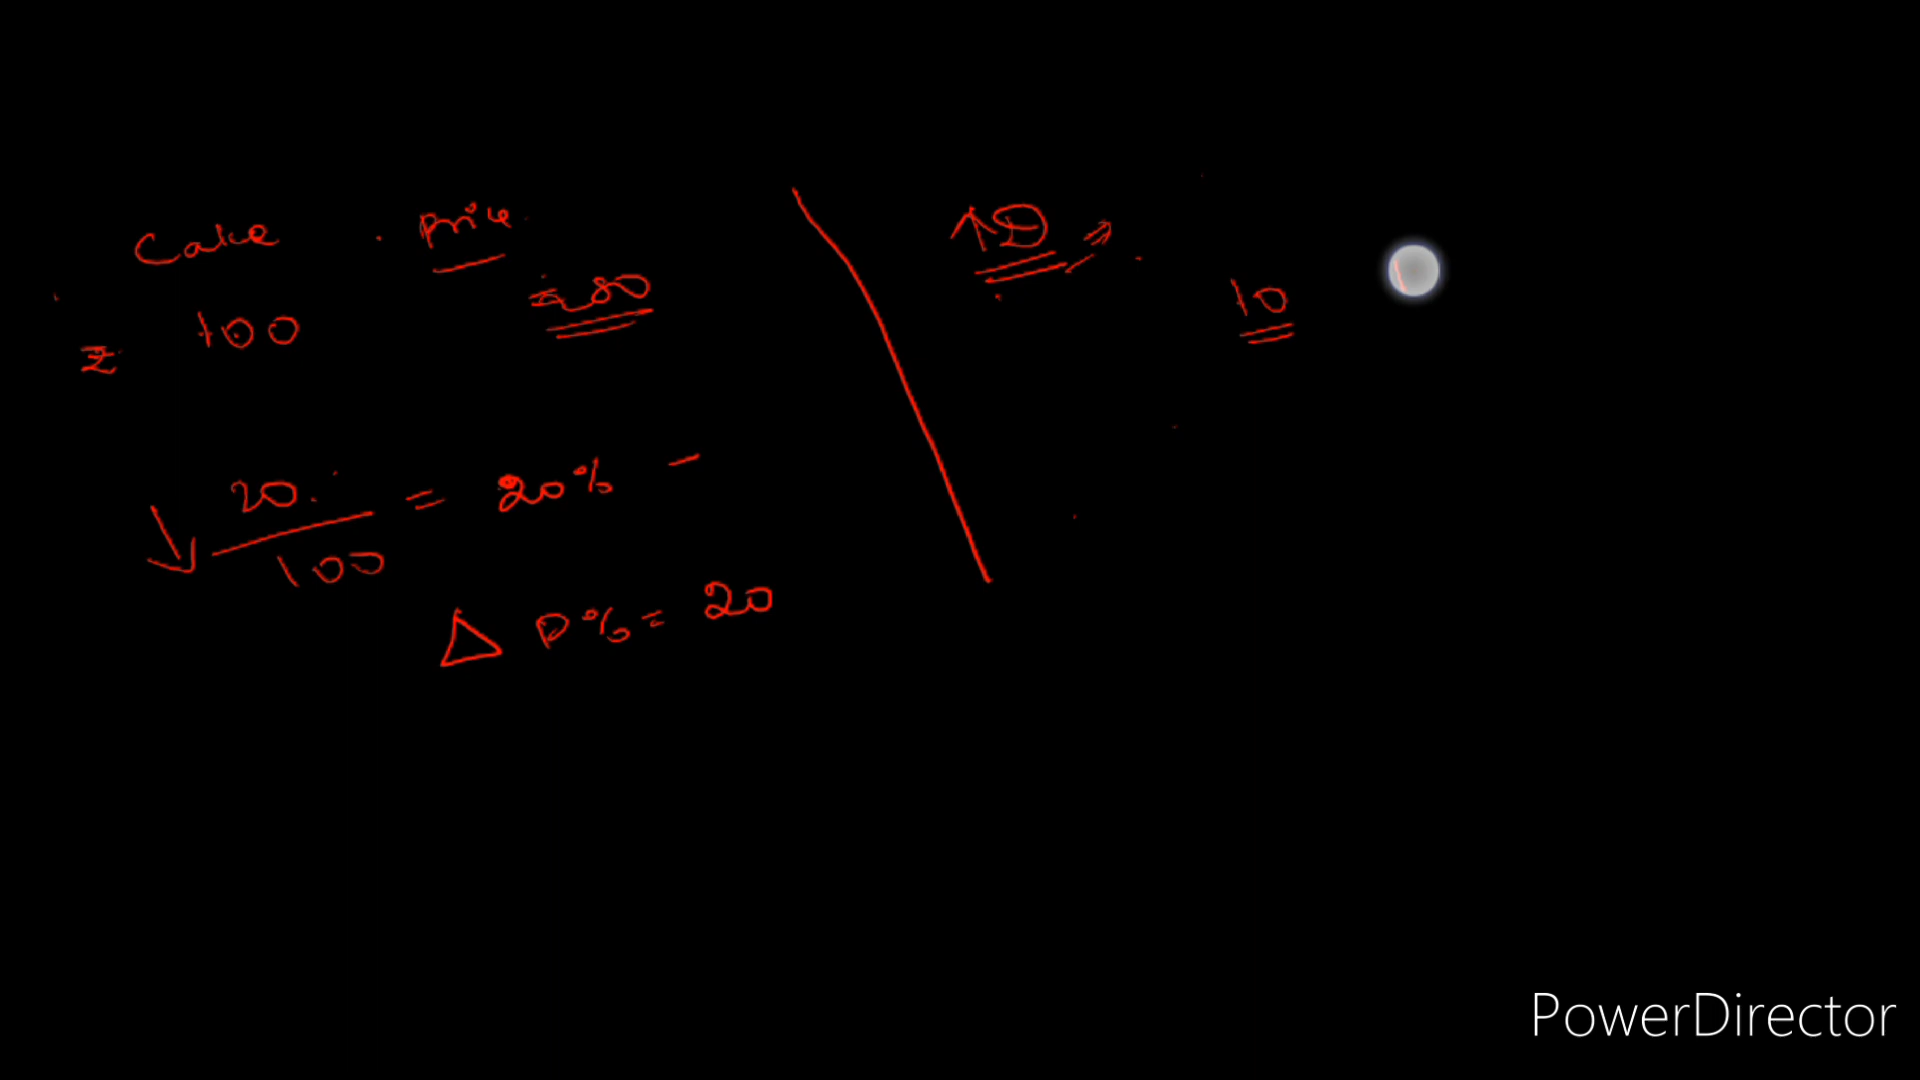 Cake . Price
= 100
= 80
↓ 20 / 100 = 20% -
Δ P% = 20
↑D ⇒
10
PowerDirector